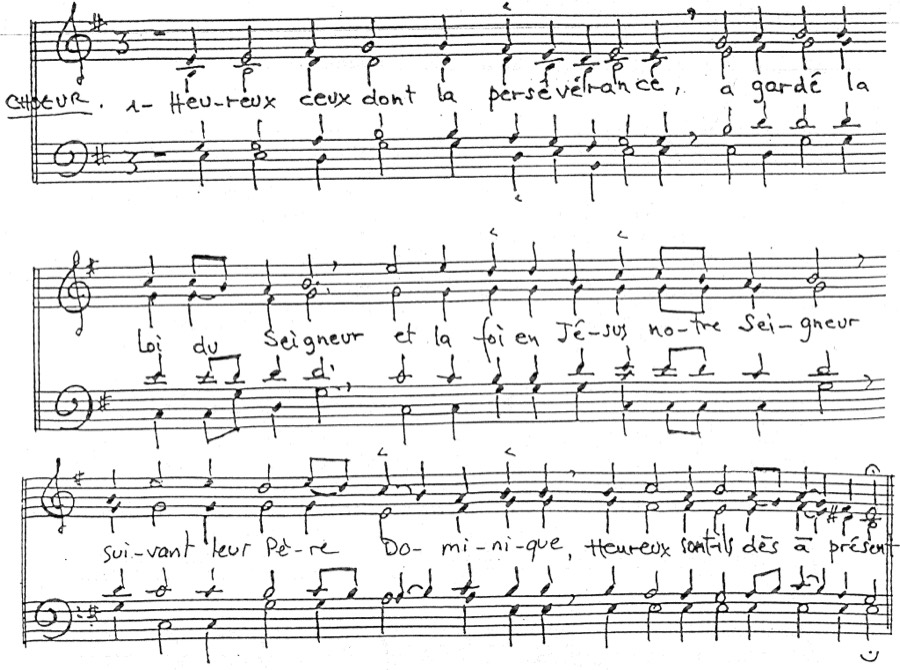 CHOEUR. 1- Heu-reux ceux dont la persévérance, a gardé la
loi du Seigneur et la foi en Jé-sus no-tre Sei-gneur
sui-vant leur Pè-re Do-mi-ni-que, Heureux sont-ils dès à présent